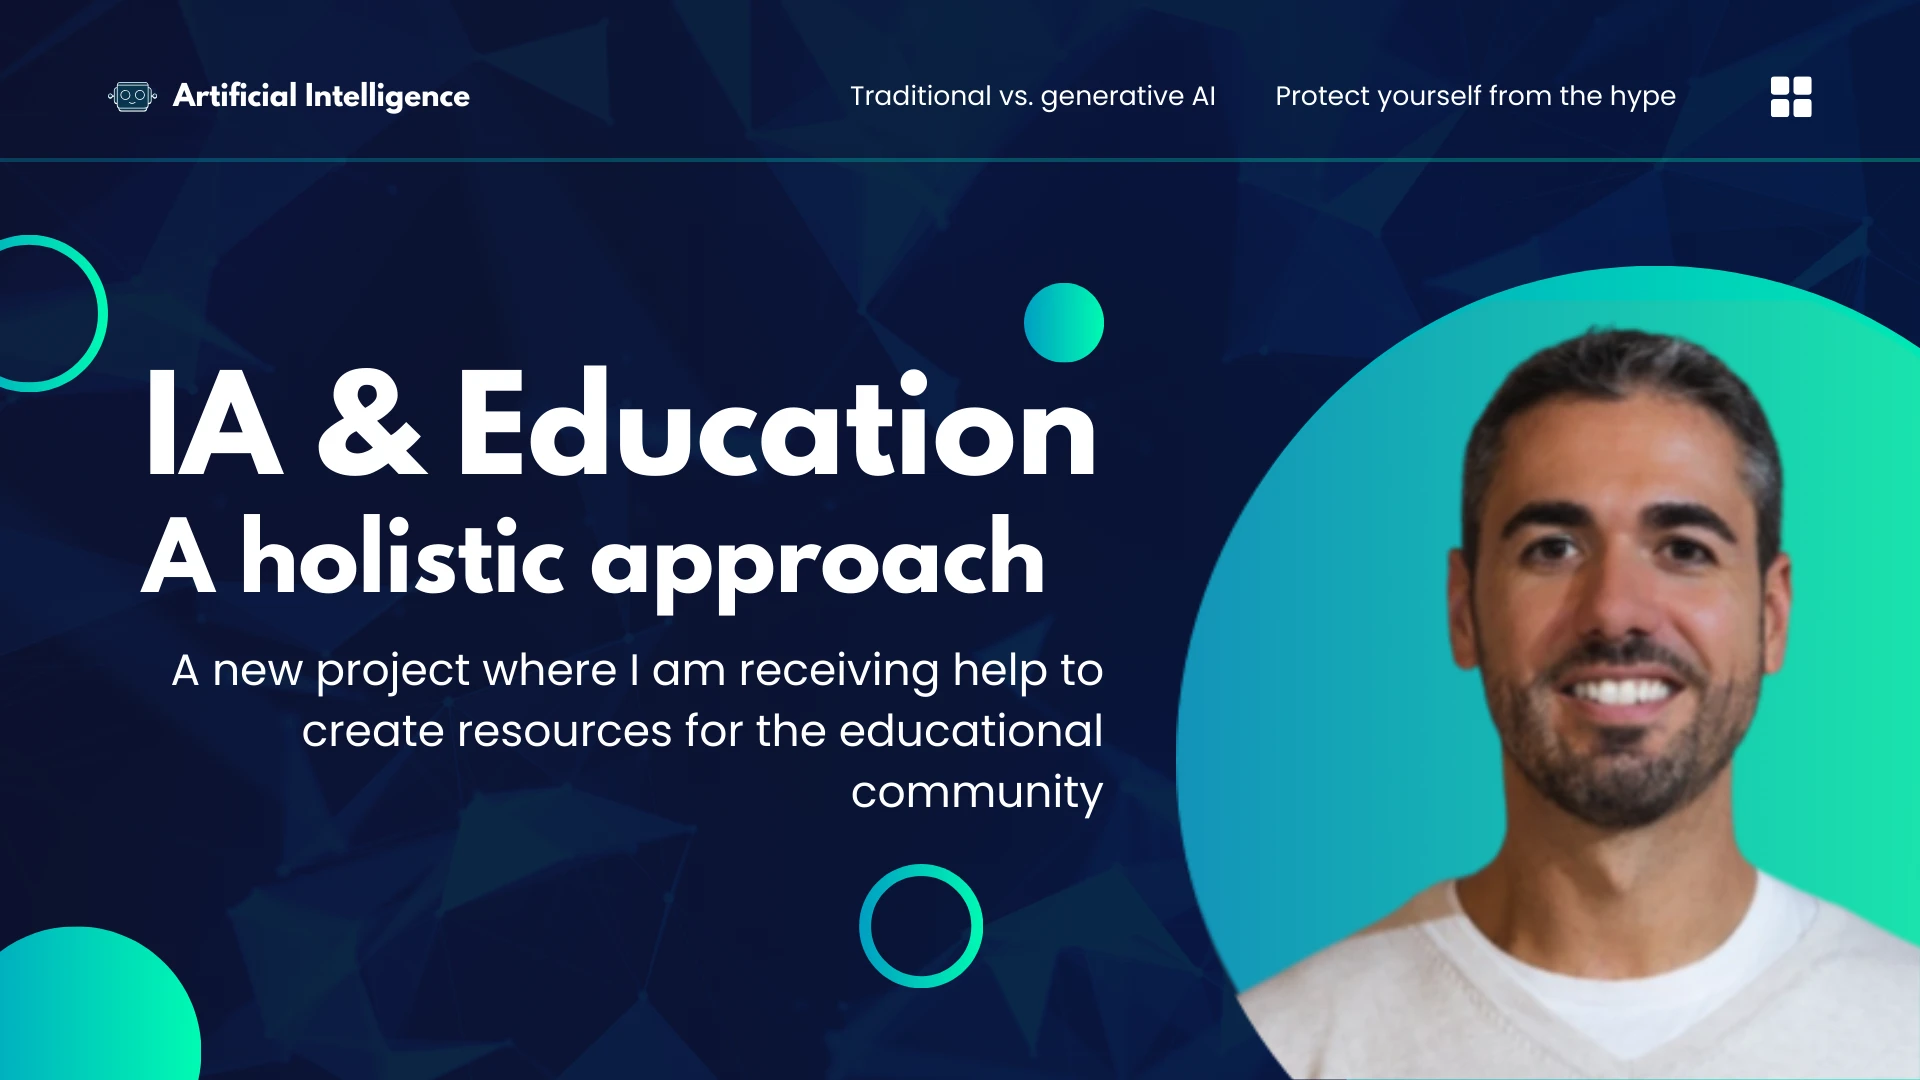 Artificial Intelligence
Traditional vs. generative AI
Protect yourself from the hype
IA & Education
A holistic approach
A new project where I am receiving help to
create resources for the educational
community